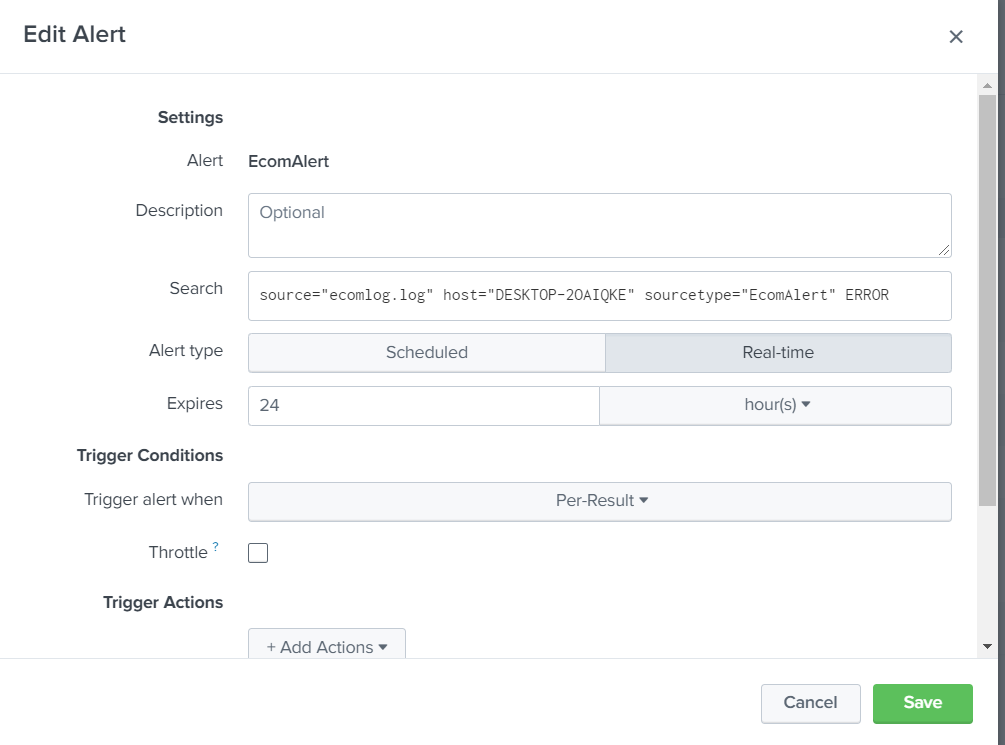 Edit Alert
Settings
Alert EcomAlert
Description Optional
Search source="ecomlog.log" host="DESKTOP-2OAIQKE" sourcetype="EcomAlert" ERROR
Alert type Scheduled Real-time
Expires 24 hour(s)
Trigger Conditions
Trigger alert when Per-Result
Throttle ?
Trigger Actions
+ Add Actions
Cancel Save